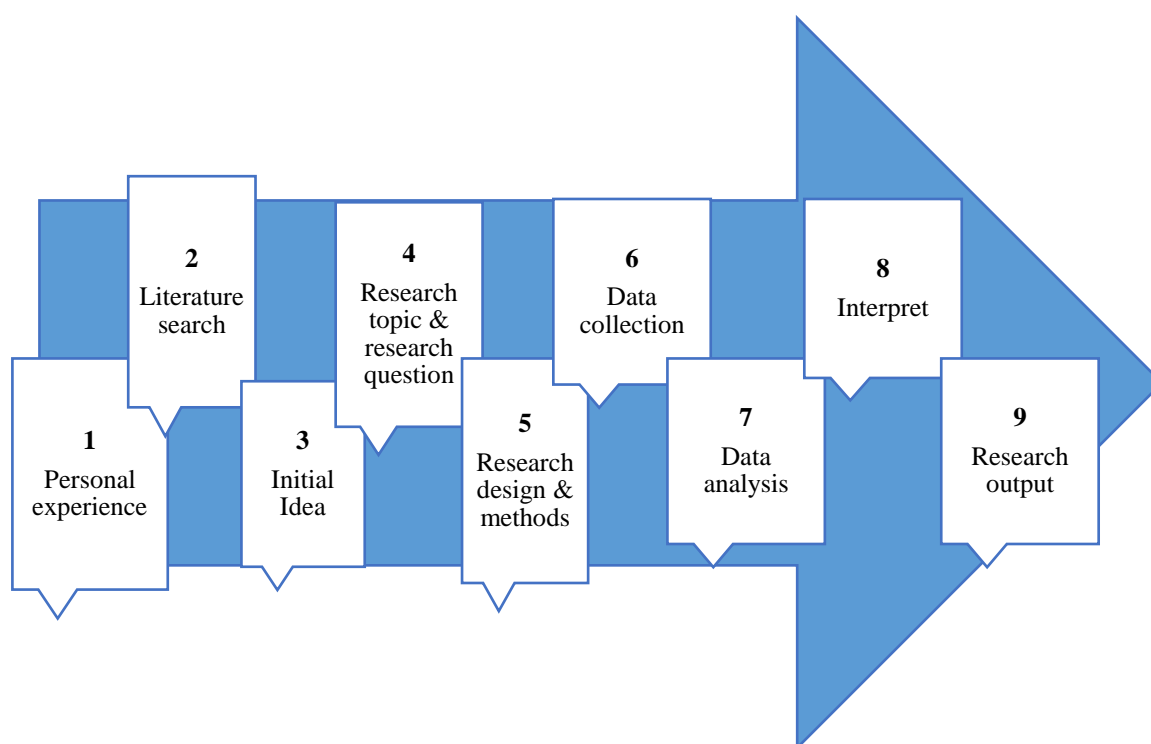 1
Personal
experience
2
Literature
search
3
Initial
Idea
4
Research
topic &
research
question
5
Research
design &
methods
6
Data
collection
7
Data
analysis
8
Interpret
9
Research
output